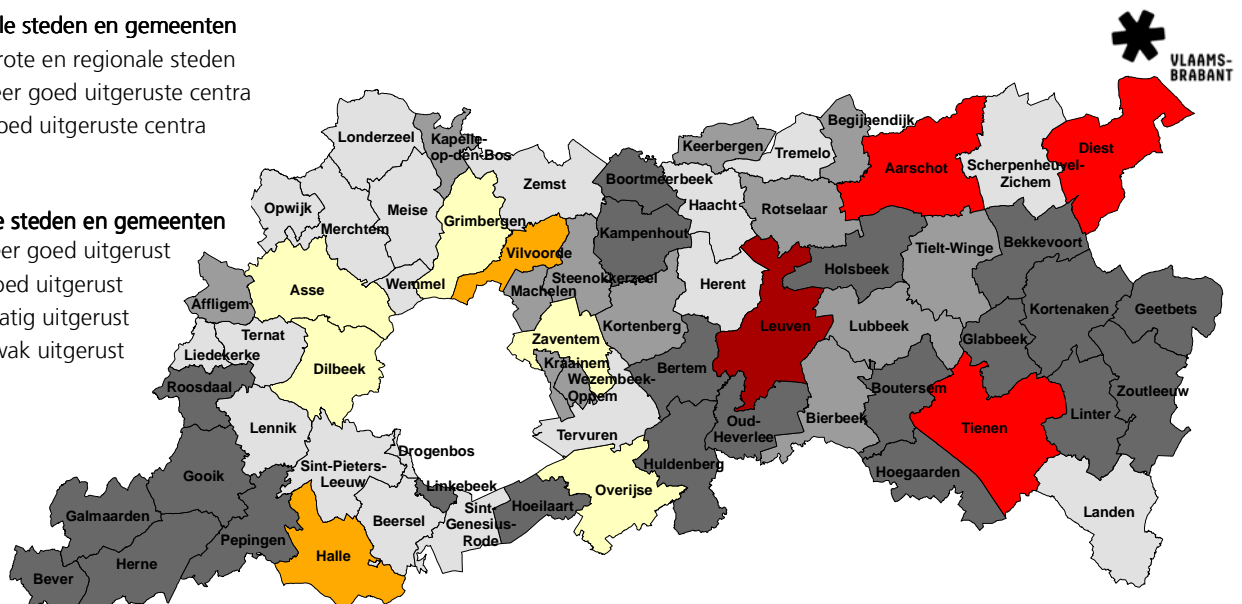 le steden en gemeenten
rote en regionale steden
eer goed uitgeruste centra
oed uitgeruste centra
e steden en gemeenten
eer goed uitgerust
oed uitgerust
atig uitgerust
wak uitgerust
VLAAMS-
BRABANT
Londerzeel
Kapelle-
op-den-Bos
Keerbergen
Tremelo
Begijnendijk
Aarschot
Scherpenheuvel-
Zichem
Diest
Opwijk
Merchtem
Meise
Grimbergen
Zemst
Boortmeerbeek
Haacht
Rotselaar
Kampenhout
Vilvoorde
Tielt-Winge
Bekkevoort
Affligem
Asse
Wemmel
Machelen
Steenokkerzeel
Herent
Holsbeek
Kortenaken
Geetbets
Ternat
Liedekerke
Zaventem
Kortenberg
Leuven
Lubbeek
Glabbeek
Roosdaal
Dilbeek
Kraainem
Wezembeek-
Oppem
Bertem
Boutersem
Zoutleeuw
Linter
Lennik
Tervuren
Oud-
Heverlee
Bierbeek
Tienen
Drogenbos
Gooik
Sint-Pieters-
Leeuw
Linkebeek
Overijse
Huldenberg
Hoegaarden
Galmaarden
Beersel
Sint-
Genesius-
Rode
Hoeilaart
Landen
Pepingen
Halle
Herne
Bever